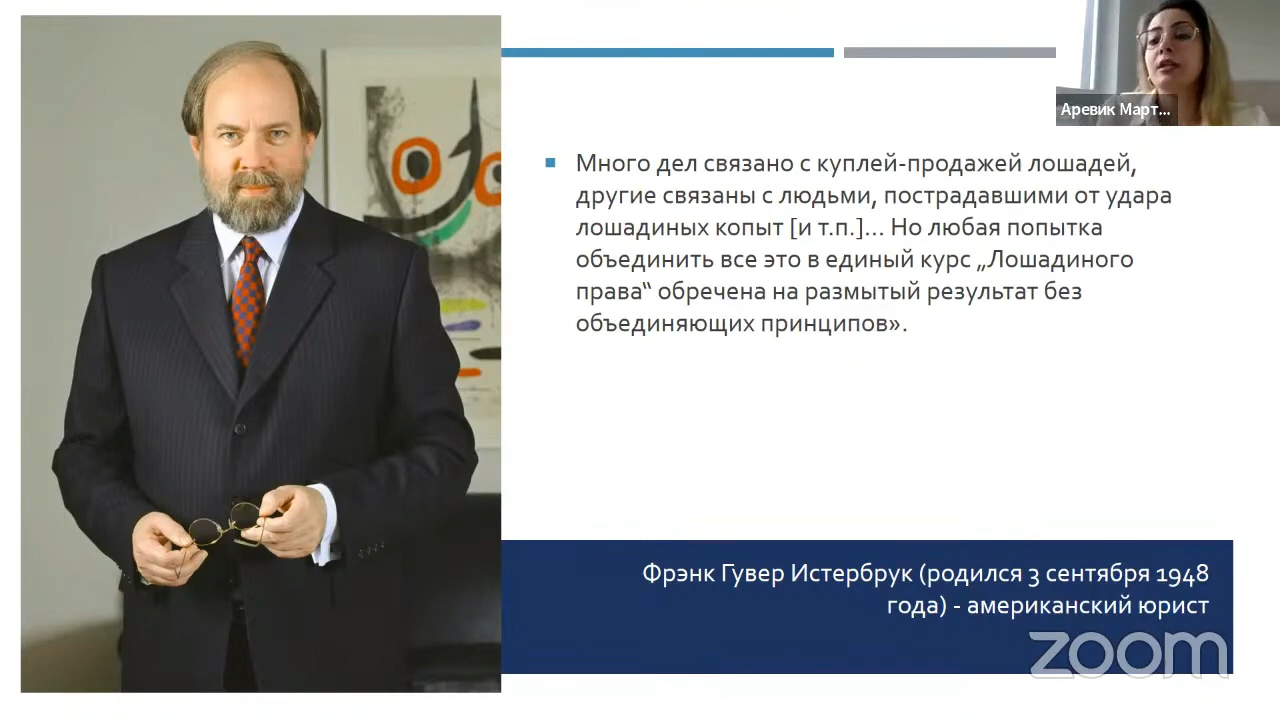 Аревик Март...
Много дел связано с куплей-продажей лошадей,
другие связаны с людьми, пострадавшими от удара
лошадиных копыт [и т.п.]... Но любая попытка
объединить все это в единый курс „Лошадиного
права“ обречена на размытый результат без
объединяющих принципов».
Фрэнк Гувер Истербрук (родился 3 сентября 1948
года) - американский юрист
zoom